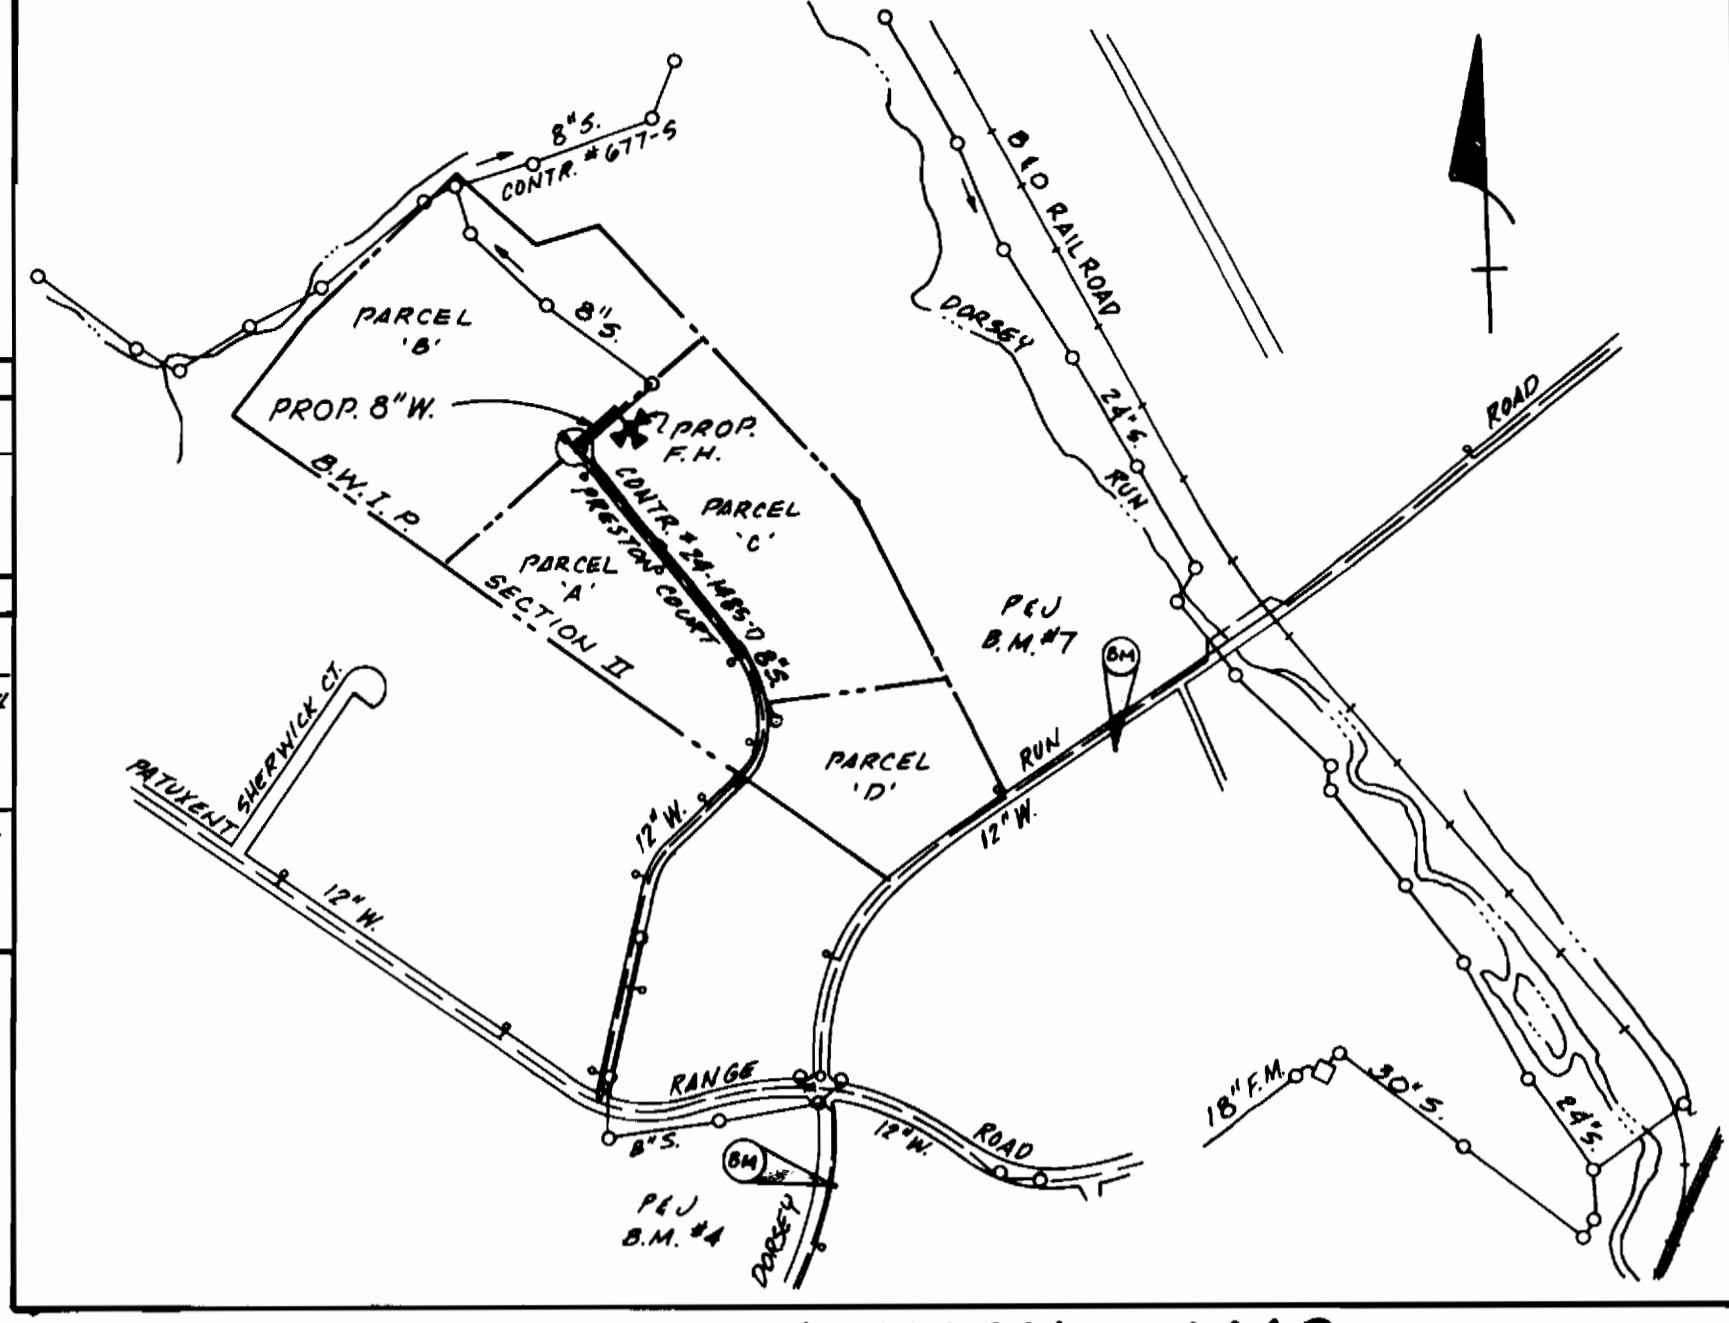 8"S.
CONTR. #677-S
B&O RAILROAD
PARCEL
'B'
8"S.
DORSEY
RUN
24"S.
ROAD
PROP. 8"W.
PROP.
F.H.
B.W.I.P.
SECTION II
CONTR. #24-1485-D 8"S.
PRESTON COURT
PARCEL
'C'
PARCEL
'A'
P&J
B.M. #7
BM
SHERWICK CT.
PATUXENT
12"W.
12"W.
PARCEL
'D'
RUN
12"W.
RANGE
ROAD
8"S.
12"W.
BM
P&J
B.M. #4
DORSEY
18"F.M.
30"S.
24"S.